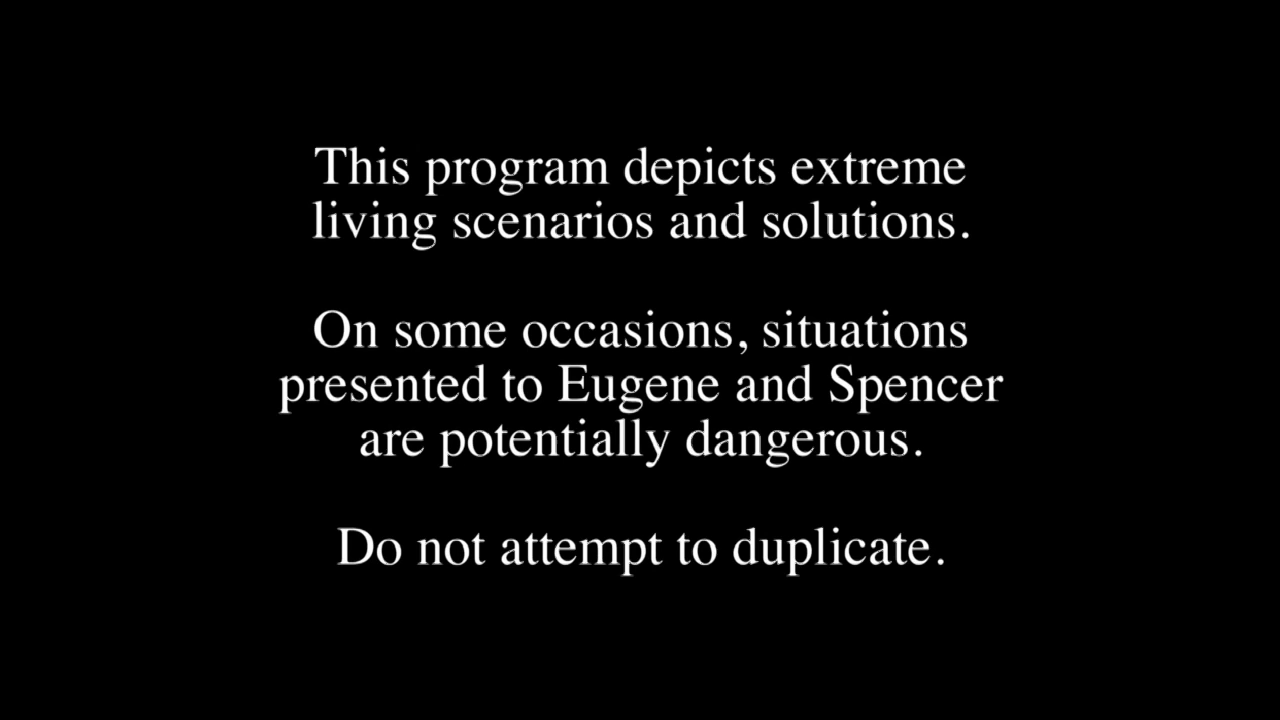 This program depicts extreme
living scenarios and solutions.
On some occasions, situations
presented to Eugene and Spencer
are potentially dangerous.
Do not attempt to duplicate.